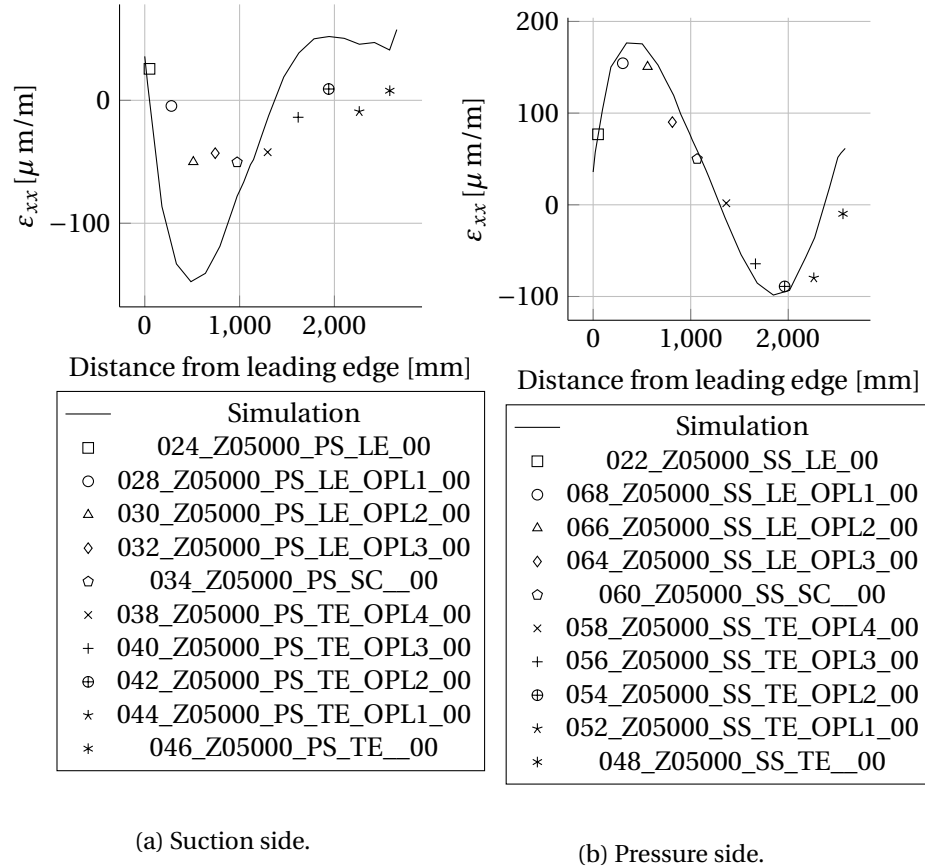 0
−100
0
1,000
2,000
εxx [μ m/m]
Distance from leading edge [mm]
Simulation
024_Z05000_PS_LE_00
028_Z05000_PS_LE_OPL1_00
030_Z05000_PS_LE_OPL2_00
032_Z05000_PS_LE_OPL3_00
034_Z05000_PS_SC__00
038_Z05000_PS_TE_OPL4_00
040_Z05000_PS_TE_OPL3_00
042_Z05000_PS_TE_OPL2_00
044_Z05000_PS_TE_OPL1_00
046_Z05000_PS_TE__00
(a) Suction side.
200
100
0
−100
0
1,000
2,000
εxx [μ m/m]
Distance from leading edge [mm]
Simulation
022_Z05000_SS_LE_00
068_Z05000_SS_LE_OPL1_00
066_Z05000_SS_LE_OPL2_00
064_Z05000_SS_LE_OPL3_00
060_Z05000_SS_SC__00
058_Z05000_SS_TE_OPL4_00
056_Z05000_SS_TE_OPL3_00
054_Z05000_SS_TE_OPL2_00
052_Z05000_SS_TE_OPL1_00
048_Z05000_SS_TE__00
(b) Pressure side.